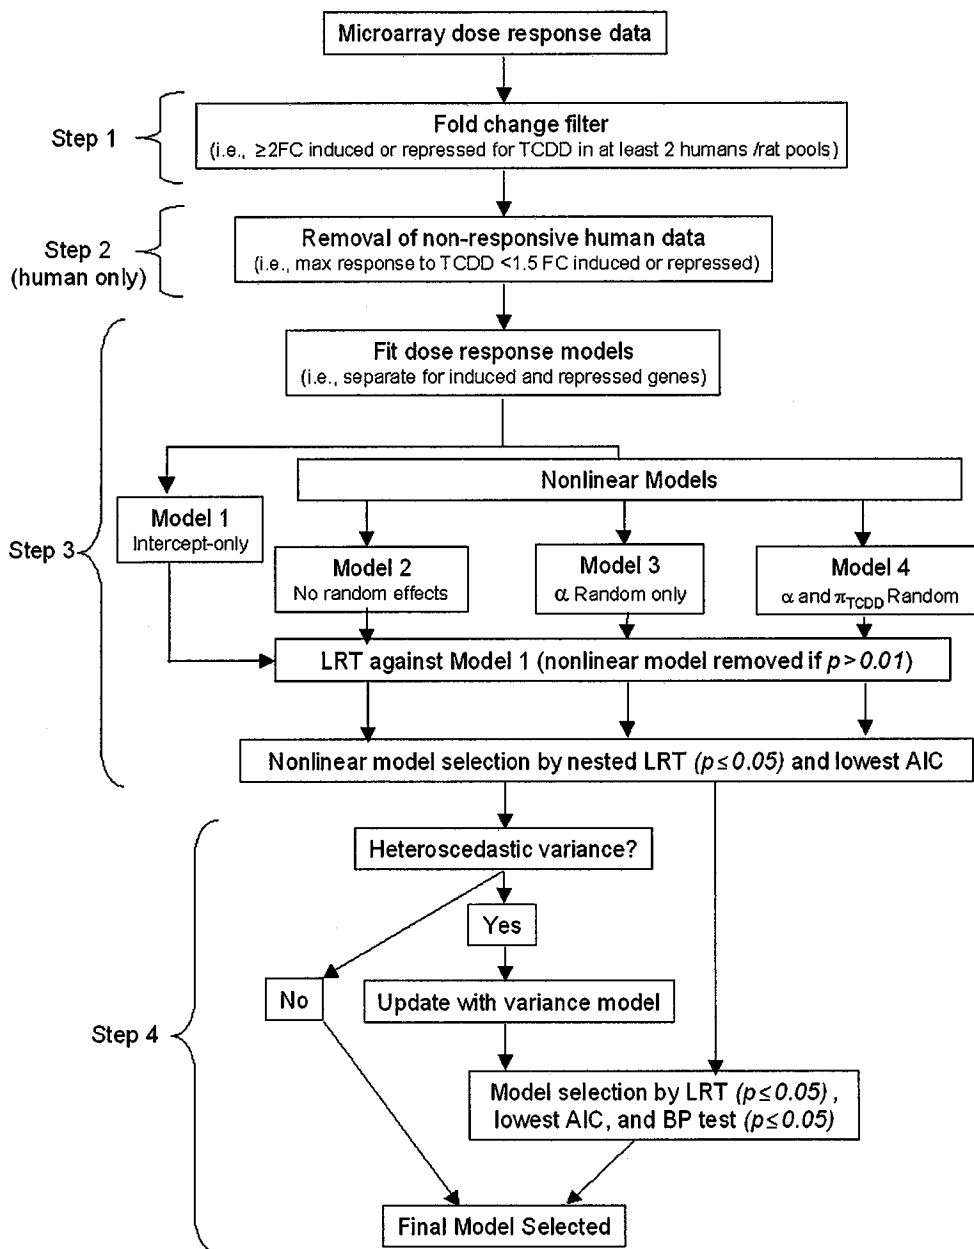 Microarray dose response data
Step 1
Fold change filter
(i.e., ≥2FC induced or repressed for TCDD in at least 2 humans /rat pools)
Step 2
(human only)
Removal of non-responsive human data
(i.e., max response to TCDD <1.5 FC induced or repressed)
Step 3
Fit dose response models
(i.e., separate for induced and repressed genes)
Nonlinear Models
Model 1
Intercept-only
Model 2
No random effects
Model 3
α Random only
Model 4
α and πTCDD Random
LRT against Model 1 (nonlinear model removed if p>0.01)
Nonlinear model selection by nested LRT (p≤0.05) and lowest AIC
Step 4
Heteroscedastic variance?
Yes
No
Update with variance model
Model selection by LRT (p≤0.05) ,
lowest AIC, and BP test (p≤0.05)
Final Model Selected